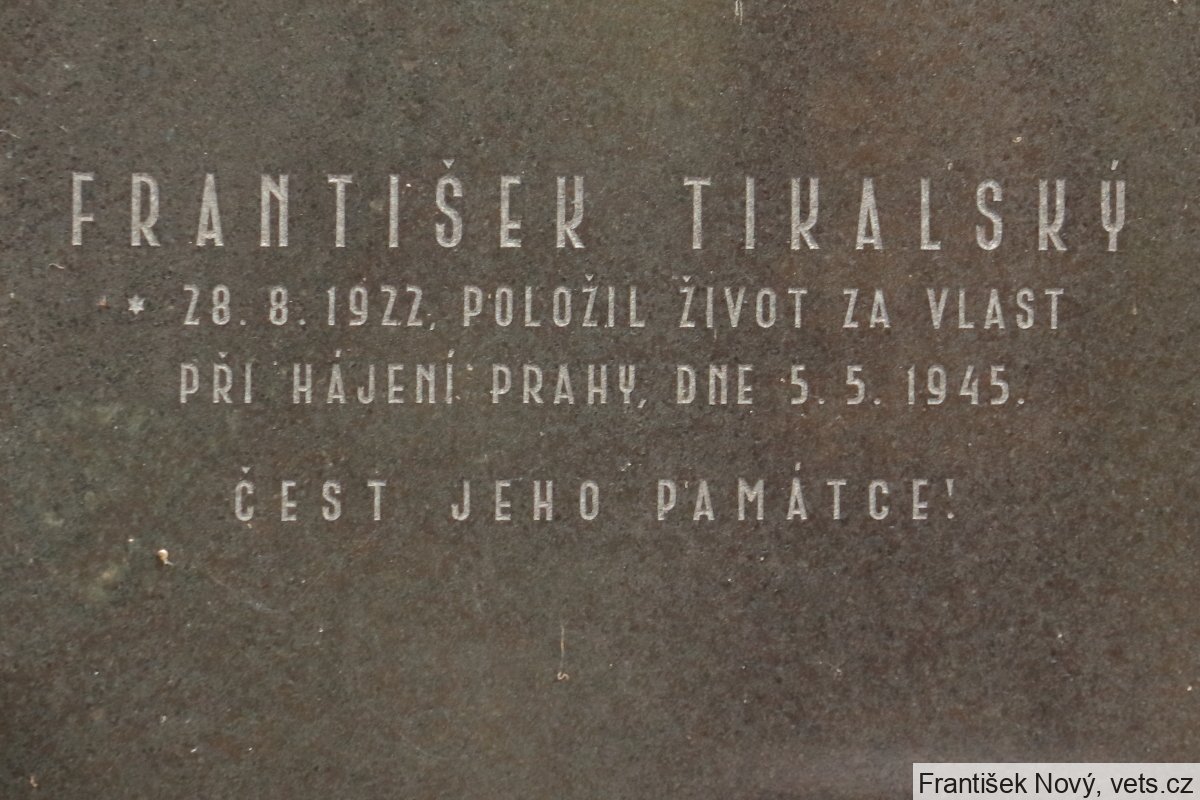 FRANTIŠEK TIKALSKÝ
* 28. 8. 1922, POLOŽIL ŽIVOT ZA VLAST
PŘI HÁJENÍ PRAHY, DNE 5. 5. 1945.
ČEST JEHO PAMÁTCE!
František Nový, vets.cz